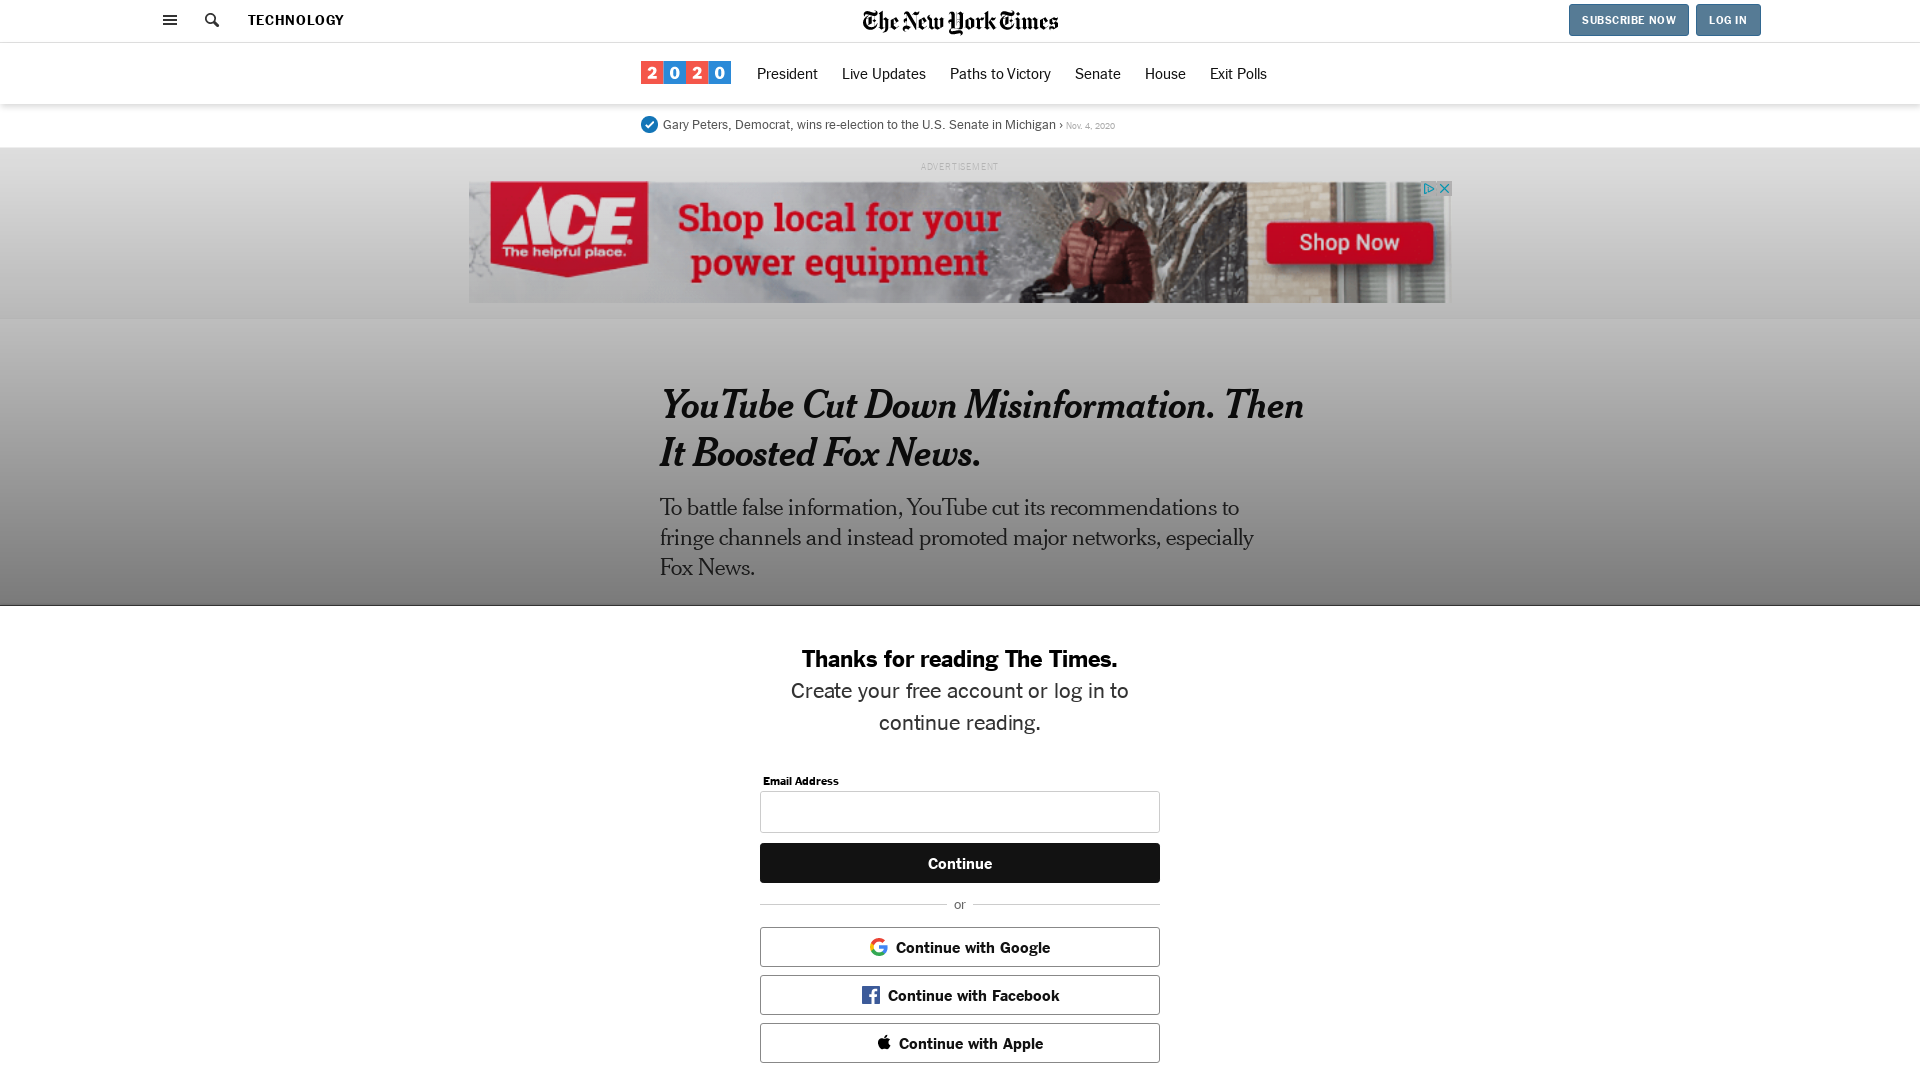 TECHNOLOGY
The New York Times
SUBSCRIBE NOW
LOG IN
2020
President
Live Updates
Paths to Victory
Senate
House
Exit Polls
Gary Peters, Democrat, wins re-election to the U.S. Senate in Michigan › Nov. 4, 2020
ADVERTISEMENT
ACE
The helpful place.
Shop local for your
power equipment
Shop Now
YouTube Cut Down Misinformation. Then
It Boosted Fox News.
To battle false information, YouTube cut its recommendations to
fringe channels and instead promoted major networks, especially
Fox News.
Thanks for reading The Times.
Create your free account or log in to
continue reading.
Email Address
Continue
or
Continue with Google
Continue with Facebook
Continue with Apple